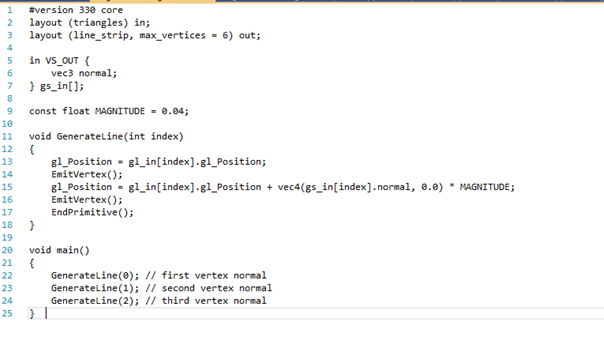 1 #version 330 core
2 layout (triangles) in;
3 layout (line_strip, max_vertices = 6) out;
4
5 in VS_OUT {
6     vec3 normal;
7 } gs_in[];
8
9 const float MAGNITUDE = 0.04;
10
11 void GenerateLine(int index)
12 {
13     gl_Position = gl_in[index].gl_Position;
14     EmitVertex();
15     gl_Position = gl_in[index].gl_Position + vec4(gs_in[index].normal, 0.0) * MAGNITUDE;
16     EmitVertex();
17     EndPrimitive();
18 }
19
20 void main()
21 {
22     GenerateLine(0); // first vertex normal
23     GenerateLine(1); // second vertex normal
24     GenerateLine(2); // third vertex normal
25 }